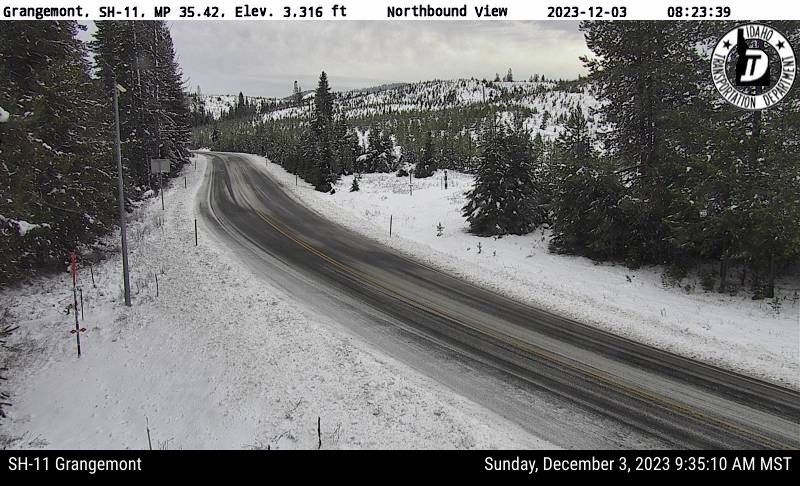 Grangemont, SH-11, MP 35.42, Elev. 3,316 ft Northbound View 2023-12-03 08:23:39
IDAHO
TRANSPORTATION DEPARTMENT
SH-11 Grangemont Sunday, December 3, 2023 9:35:10 AM MST